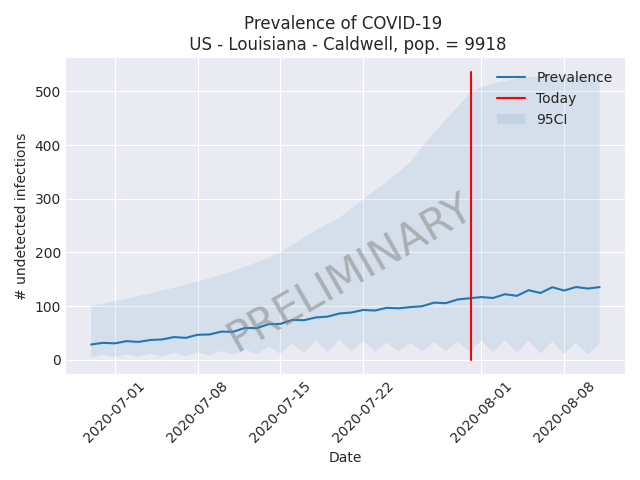 Prevalence of COVID-19
US - Louisiana - Caldwell, pop. = 9918
# undetected infections
500
400
300
200
100
0
Prevalence
Today
95CI
PRELIMINARY
2020-07-01
2020-07-08
2020-07-15
2020-07-22
2020-08-01
2020-08-08
Date